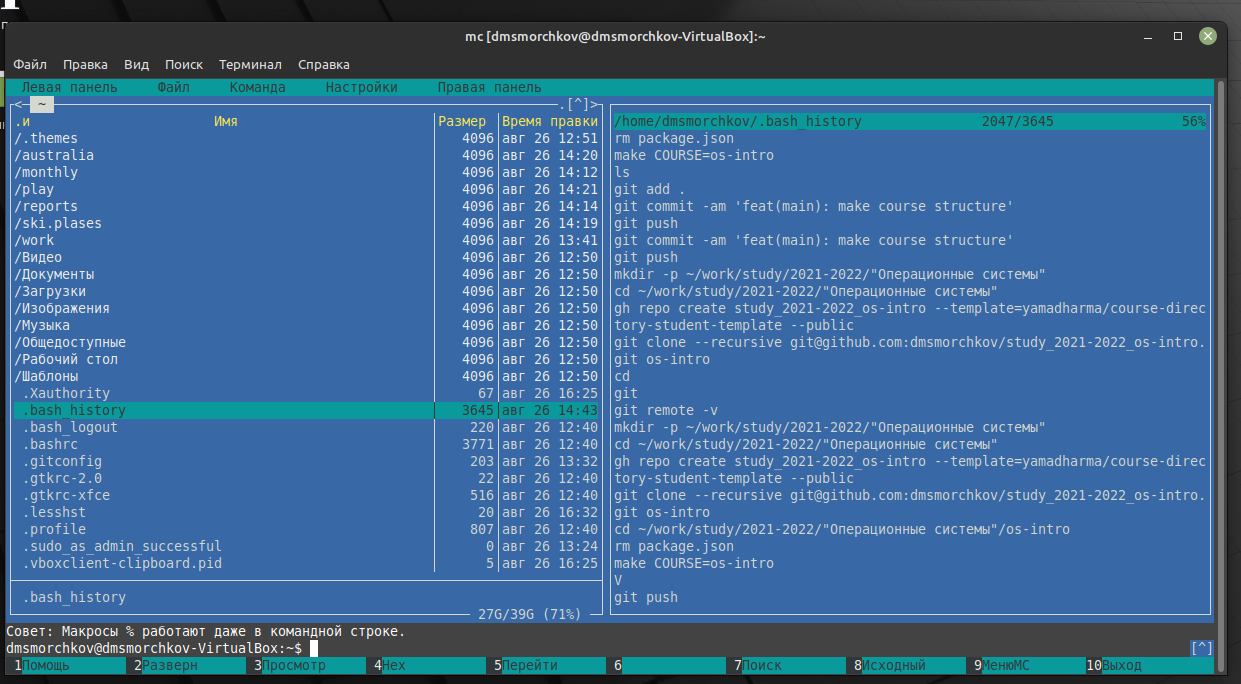 mc [dmsmorchkov@dmsmorchkov-VirtualBox]:~
Файл Правка Вид Поиск Терминал Справка
Левая панель Файл Команда Настройки Правая панель
<─ ~ .[^]>
.и Имя Размер Время правки
/.themes 4096 авг 26 12:51
/australia 4096 авг 26 14:20
/monthly 4096 авг 26 14:12
/play 4096 авг 26 14:21
/reports 4096 авг 26 14:14
/ski.plases 4096 авг 26 14:19
/work 4096 авг 26 13:41
/Видео 4096 авг 26 12:50
/Документы 4096 авг 26 12:50
/Загрузки 4096 авг 26 12:50
/Изображения 4096 авг 26 12:50
/Музыка 4096 авг 26 12:50
/Общедоступные 4096 авг 26 12:50
/Рабочий стол 4096 авг 26 12:50
/Шаблоны 4096 авг 26 12:50
.Xauthority 67 авг 26 16:25
.bash_history 3645 авг 26 14:43
.bash_logout 220 авг 26 12:40
.bashrc 3771 авг 26 12:40
.gitconfig 203 авг 26 13:32
.gtkrc-2.0 22 авг 26 12:40
.gtkrc-xfce 516 авг 26 12:40
.lesshst 20 авг 26 16:32
.profile 807 авг 26 12:40
.sudo_as_admin_successful 0 авг 26 13:24
.vboxclient-clipboard.pid 5 авг 26 16:25
.bash_history
27G/39G (71%)
/home/dmsmorchkov/.bash_history 2047/3645 56%
rm package.json
make COURSE=os-intro
ls
git add .
git commit -am 'feat(main): make course structure'
git push
git commit -am 'feat(main): make course structure'
git push
mkdir -p ~/work/study/2021-2022/"Операционные системы"
cd ~/work/study/2021-2022/"Операционные системы"
gh repo create study_2021-2022_os-intro --template=yamadharma/course-direc
tory-student-template --public
git clone --recursive git@github.com:dmsmorchkov/study_2021-2022_os-intro.
git os-intro
cd
git
git remote -v
mkdir -p ~/work/study/2021-2022/"Операционные системы"
cd ~/work/study/2021-2022/"Операционные системы"
gh repo create study_2021-2022_os-intro --template=yamadharma/course-direc
tory-student-template --public
git clone --recursive git@github.com:dmsmorchkov/study_2021-2022_os-intro.
git os-intro
cd ~/work/study/2021-2022/"Операционные системы"/os-intro
rm package.json
make COURSE=os-intro
V
git push
Совет: Макросы % работают даже в командной строке.
dmsmorchkov@dmsmorchkov-VirtualBox:~$ [^]
1Помощь 2Разверн 3Просмотр 4Hex 5Перейти 6 7Поиск 8Исходный 9МенюMC 10Выход